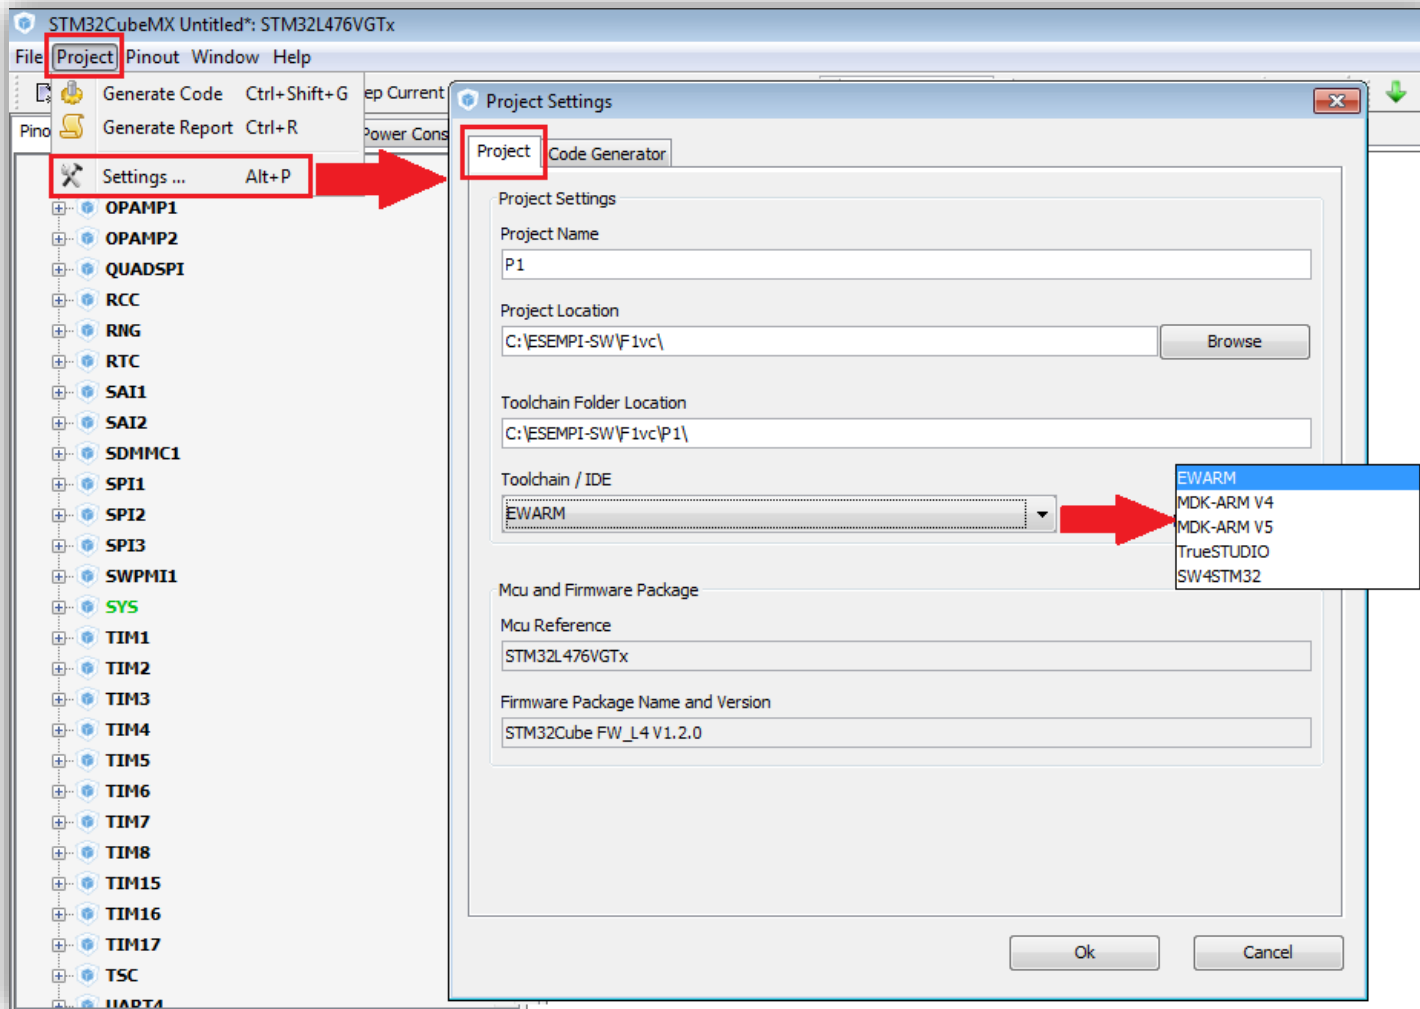 STM32CubeMX Untitled*: STM32L476VGTx
File Project Pinout Window Help
Generate Code Ctrl+Shift+G
ep Current
Generate Report Ctrl+R
Pino
Power Cons
Settings ... Alt+P
OPAMP1
OPAMP2
QUADSPI
RCC
RNG
RTC
SAI1
SAI2
SDMMC1
SPI1
SPI2
SPI3
SWPMI1
SYS
TIM1
TIM2
TIM3
TIM4
TIM5
TIM6
TIM7
TIM8
TIM15
TIM16
TIM17
TSC
UART4
Project Settings
Project Code Generator
Project Settings
Project Name
P1
Project Location
C:\ESEMPI-SW\F1vc\
Browse
Toolchain Folder Location
C:\ESEMPI-SW\F1vc\P1\
Toolchain / IDE
EWARM
EWARM
MDK-ARM V4
MDK-ARM V5
TrueSTUDIO
SW4STM32
Mcu and Firmware Package
Mcu Reference
STM32L476VGTx
Firmware Package Name and Version
STM32Cube FW_L4 V1.2.0
Ok Cancel